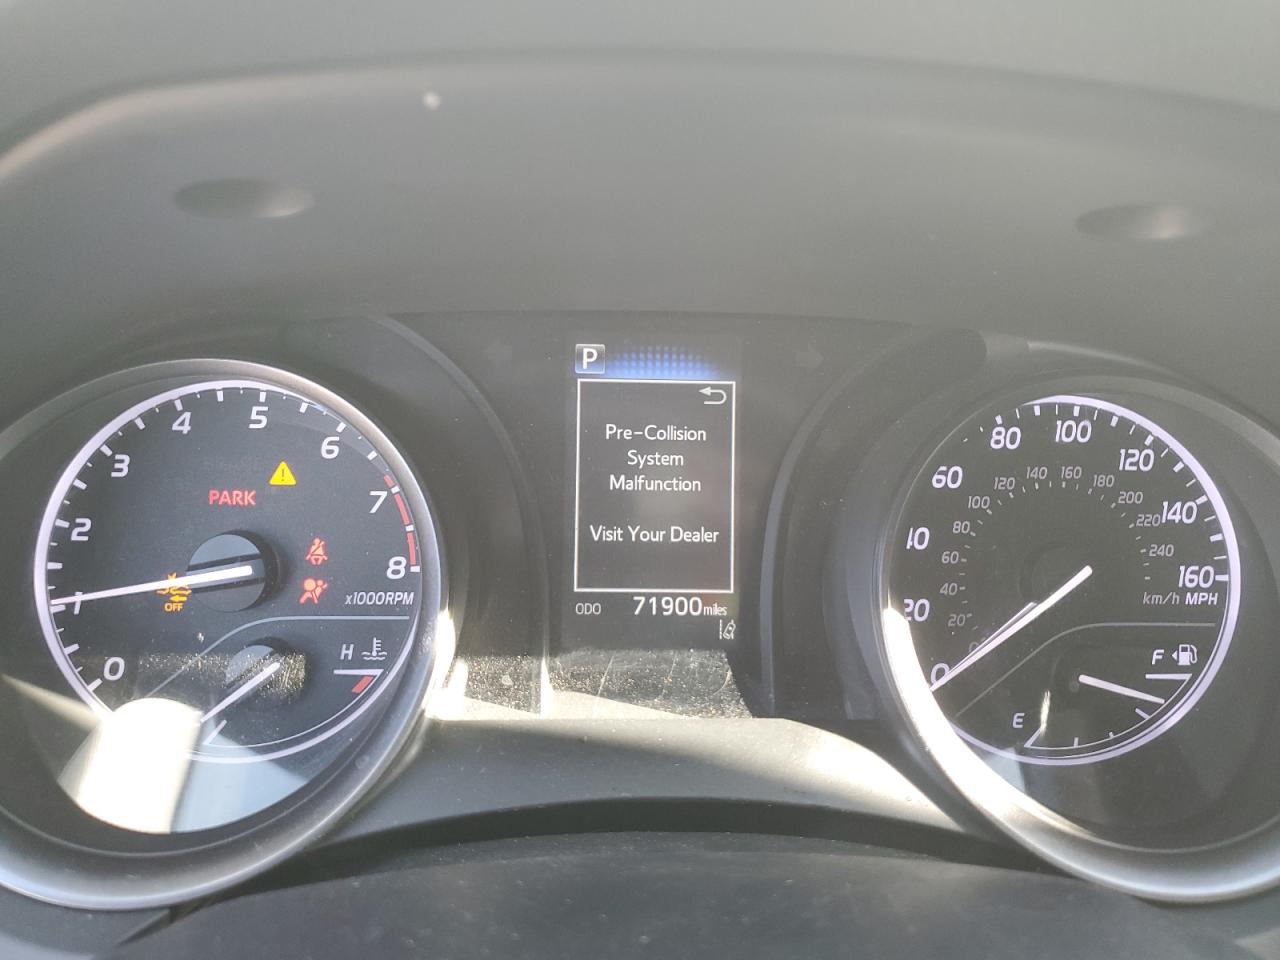 P
Pre-Collision
System
Malfunction
Visit Your Dealer
ODO 71900 miles
0
1
2
3
4
5
6
7
8
x1000RPM
PARK
OFF
H
0
20
40
60
80
100
120
140
160
km/h MPH
20
40
60
80
100
120
140
160
180
200
220
240
F
E